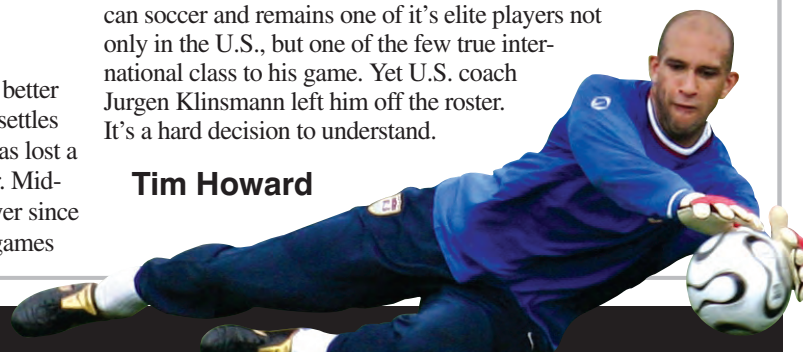 better
settles
as lost a
. Mid-
er since
games
can soccer and remains one of it's elite players not
only in the U.S., but one of the few true inter-
national class to his game. Yet U.S. coach
Jurgen Klinsmann left him off the roster.
It's a hard decision to understand.
Tim Howard